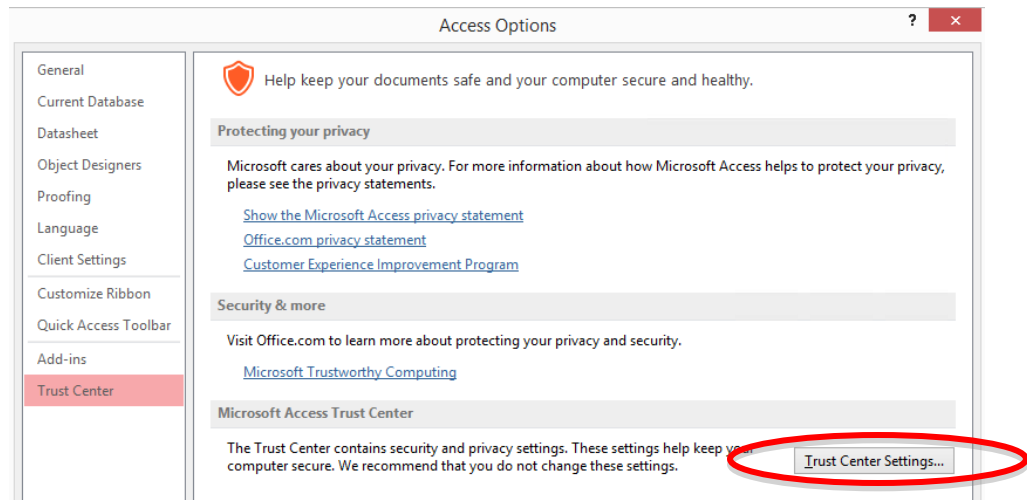 Access Options
?
General
Current Database
Datasheet
Object Designers
Proofing
Language
Client Settings
Customize Ribbon
Quick Access Toolbar
Add-ins
Trust Center
Help keep your documents safe and your computer secure and healthy.
Protecting your privacy
Microsoft cares about your privacy. For more information about how Microsoft Access helps to protect your privacy,
please see the privacy statements.
Show the Microsoft Access privacy statement
Office.com privacy statement
Customer Experience Improvement Program
Security & more
Visit Office.com to learn more about protecting your privacy and security.
Microsoft Trustworthy Computing
Microsoft Access Trust Center
The Trust Center contains security and privacy settings. These settings help keep your
computer secure. We recommend that you do not change these settings.
Trust Center Settings...